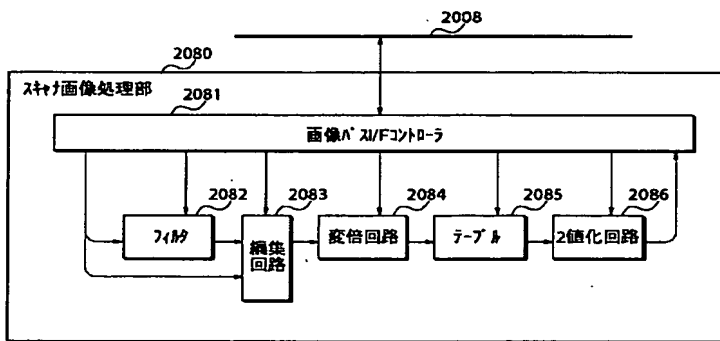 2008
2080
スキャナ画像処理部
2081
画像バスI/Fコントローラ
2082
2083
2084
2085
2086
フィルタ
編集
回路
変倍回路
テーブル
2値化回路